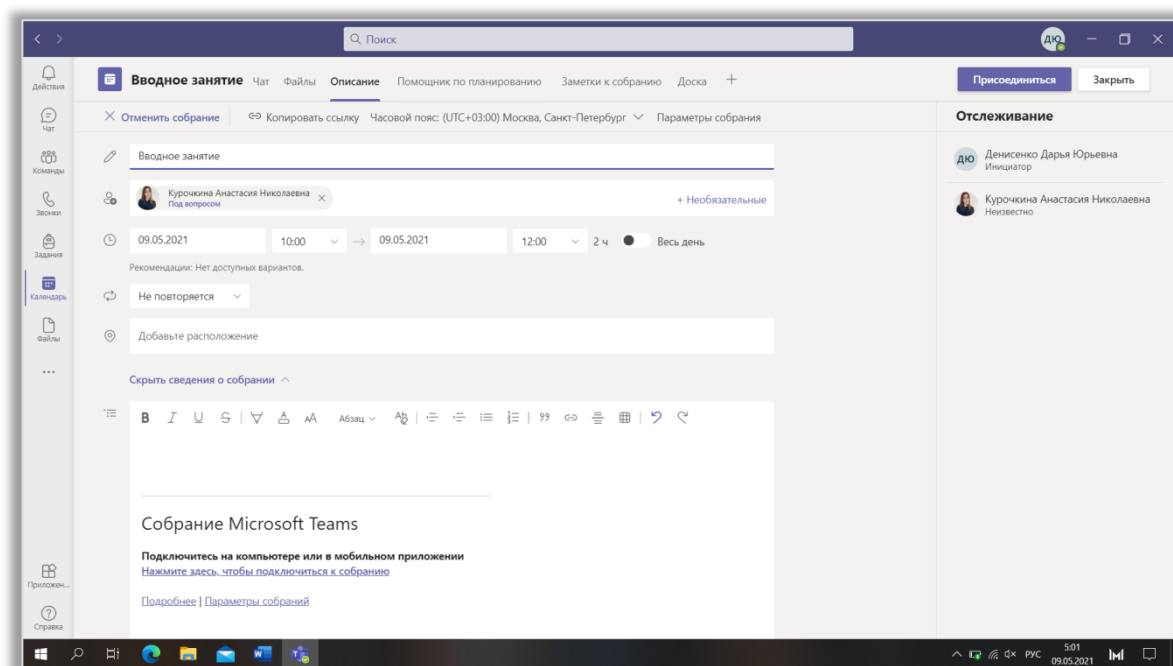 Поиск
ДЮ
Действия
Чат
Команды
Звонки
Задания
Календарь
Файлы
Приложен...
Справка
Вводное занятие Чат Файлы Описание Помощник по планированию Заметки к собранию Доска
Присоединиться Закрыть
Отменить собрание Копировать ссылку Часовой пояс: (UTC+03:00) Москва, Санкт-Петербург Параметры собрания
Вводное занятие
Курочкина Анастасия Николаевна
Под вопросом
+ Необязательные
09.05.2021 10:00 → 09.05.2021 12:00 2 ч Весь день
Рекомендации: Нет доступных вариантов.
Не повторяется
Добавьте расположение
Скрыть сведения о собрании
Абзац
Собрание Microsoft Teams
Подключитесь на компьютере или в мобильном приложении
Нажмите здесь, чтобы подключиться к собранию
Подробнее | Параметры собраний
Отслеживание
ДЮ
Денисенко Дарья Юрьевна
Инициатор
Курочкина Анастасия Николаевна
Неизвестно
РУС
5:01
09.05.2021